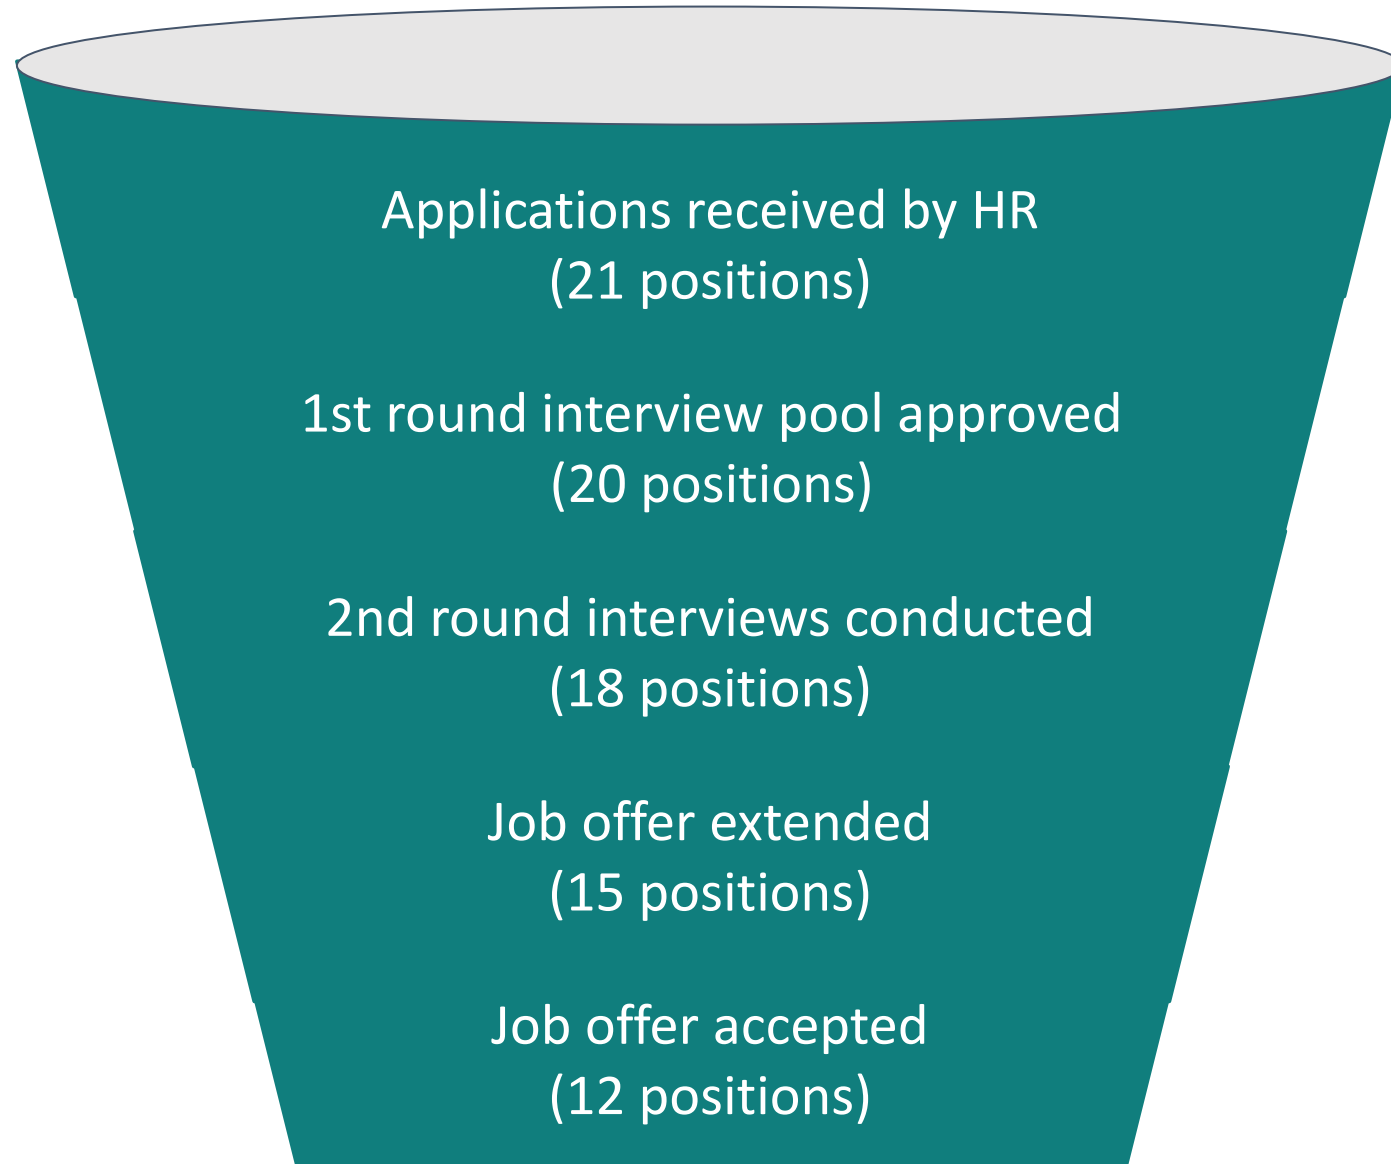 Applications received by HR
(21 positions)
1st round interview pool approved
(20 positions)
2nd round interviews conducted
(18 positions)
Job offer extended
(15 positions)
Job offer accepted
(12 positions)